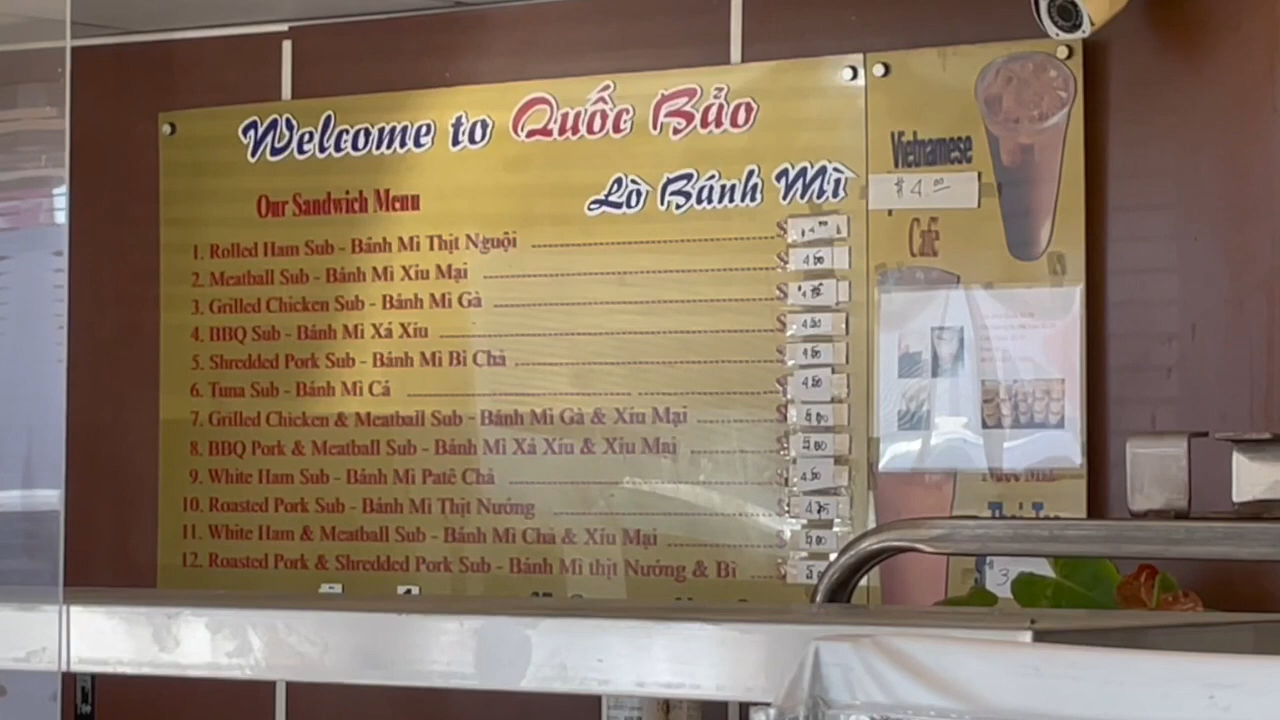 Welcome to Quốc Bảo
Lò Bánh Mì
Our Sandwich Menu
1. Rolled Ham Sub - Bánh Mì Thịt Nguội $
2. Meatball Sub - Bánh Mì Xíu Mại $ 4.50
3. Grilled Chicken Sub - Bánh Mì Gà $ 4.75
4. BBQ Sub - Bánh Mì Xá Xíu $ 4.50
5. Shredded Pork Sub - Bánh Mì Bì Chả $ 4.50
6. Tuna Sub - Bánh Mì Cá $ 4.50
7. Grilled Chicken & Meatball Sub - Bánh Mì Gà & Xíu Mại $ 5.00
8. BBQ Pork & Meatball Sub - Bánh Mì Xá Xíu & Xíu Mại $ 5.00
9. White Ham Sub - Bánh Mì Patê Chả $ 4.50
10. Roasted Pork Sub - Bánh Mì Thịt Nướng $ 4.75
11. White Ham & Meatball Sub - Bánh Mì Chả & Xíu Mại $ 5.00
12. Roasted Pork & Shredded Pork Sub - Bánh Mì thịt Nướng & Bì
Vietnamese
$4.00
Café
$3